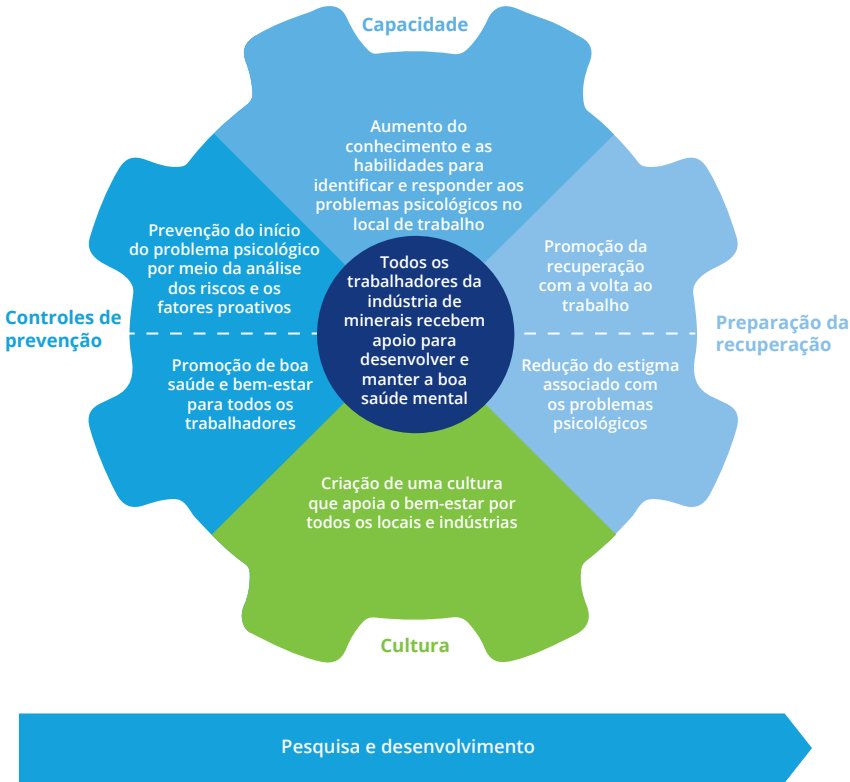 Capacidade
Aumento do
conhecimento e as
habilidades para
identificar e responder aos
problemas psicológicos no
local de trabalho
Controles de
prevenção
Prevenção do início
do problema psicológico
por meio da análise
dos riscos e os
fatores proativos
Promoção de boa
saúde e bem-estar
para todos os
trabalhadores
Todos os
trabalhadores da
indústria de
minerais recebem
apoio para
desenvolver e
manter a boa
saúde mental
Promoção da
recuperação
com a volta ao
trabalho
Redução do estigma
associado com
os problemas
psicológicos
Preparação da
recuperação
Criação de uma cultura
que apoia o bem-estar por
todos os locais e indústrias
Cultura
Pesquisa e desenvolvimento